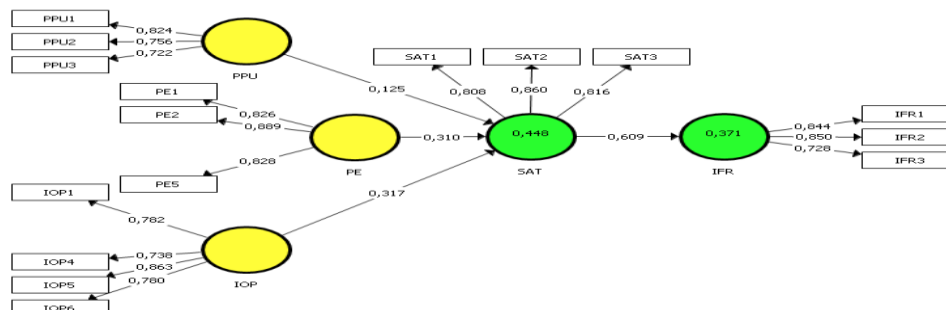 PPU1
PPU2
PPU3
0,824
0,756
0,722
PPU
SAT1
SAT2
SAT3
0,808
0,860
0,816
0,125
PE1
PE2
PE5
0,826
0,889
0,828
PE
0,310
0,448
SAT
0,609
0,371
IFR
0,844
0,850
0,728
IFR1
IFR2
IFR3
0,317
IOP1
IOP4
IOP5
IOP6
0,782
0,738
0,863
0,780
IOP